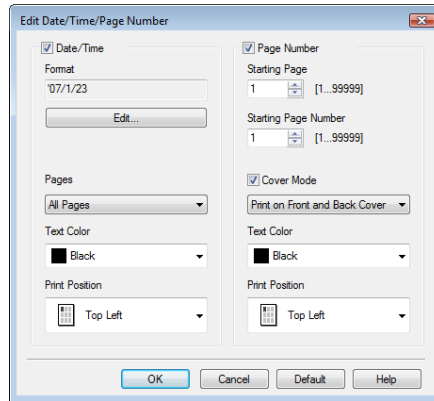 Edit Date/Time/Page Number
Date/Time
Format
'07/1/23
Edit...
Pages
All Pages
Text Color
Black
Print Position
Top Left
Page Number
Starting Page
1 [1...99999]
Starting Page Number
1 [1...99999]
Cover Mode
Print on Front and Back Cover
Text Color
Black
Print Position
Top Left
OK Cancel Default Help